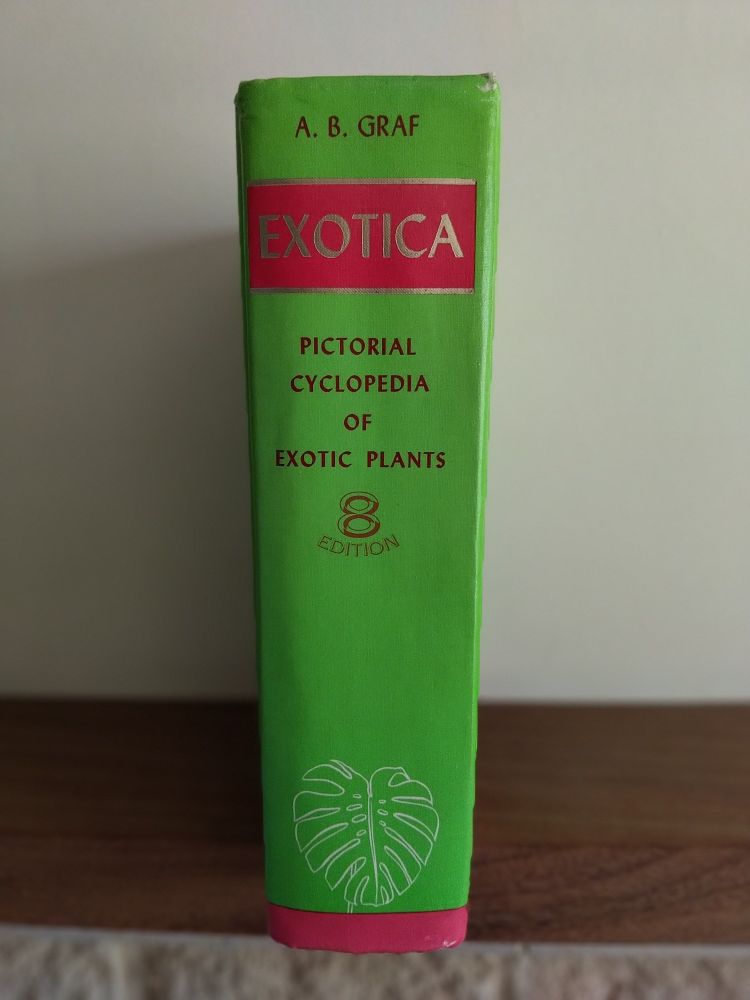 A. B. GRAF
EXOTICA
PICTORIAL
CYCLOPEDIA
OF
EXOTIC PLANTS
8
EDITION